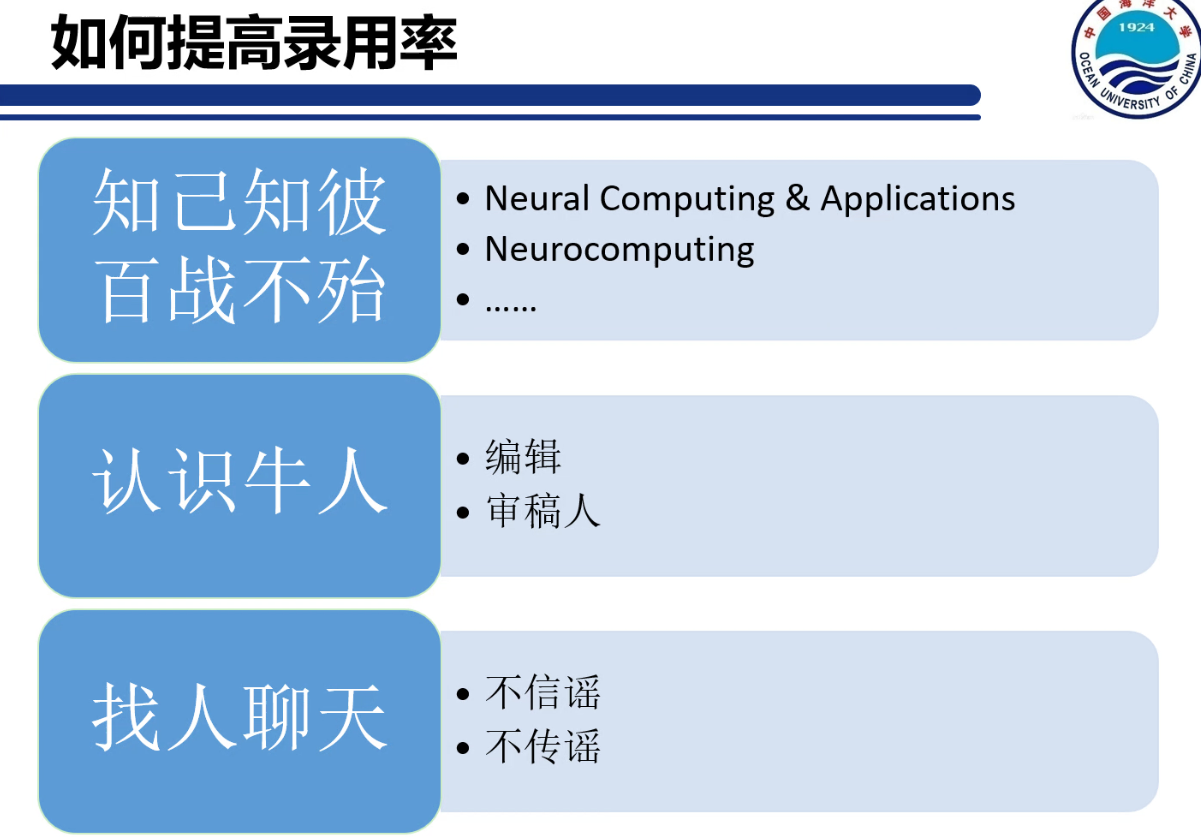 如何提高录用率
中国海洋大学
1924
OCEAN UNIVERSITY OF CHINA
知己知彼
百战不殆
• Neural Computing & Applications
• Neurocomputing
• ……
认识牛人
• 编辑
• 审稿人
找人聊天
• 不信谣
• 不传谣